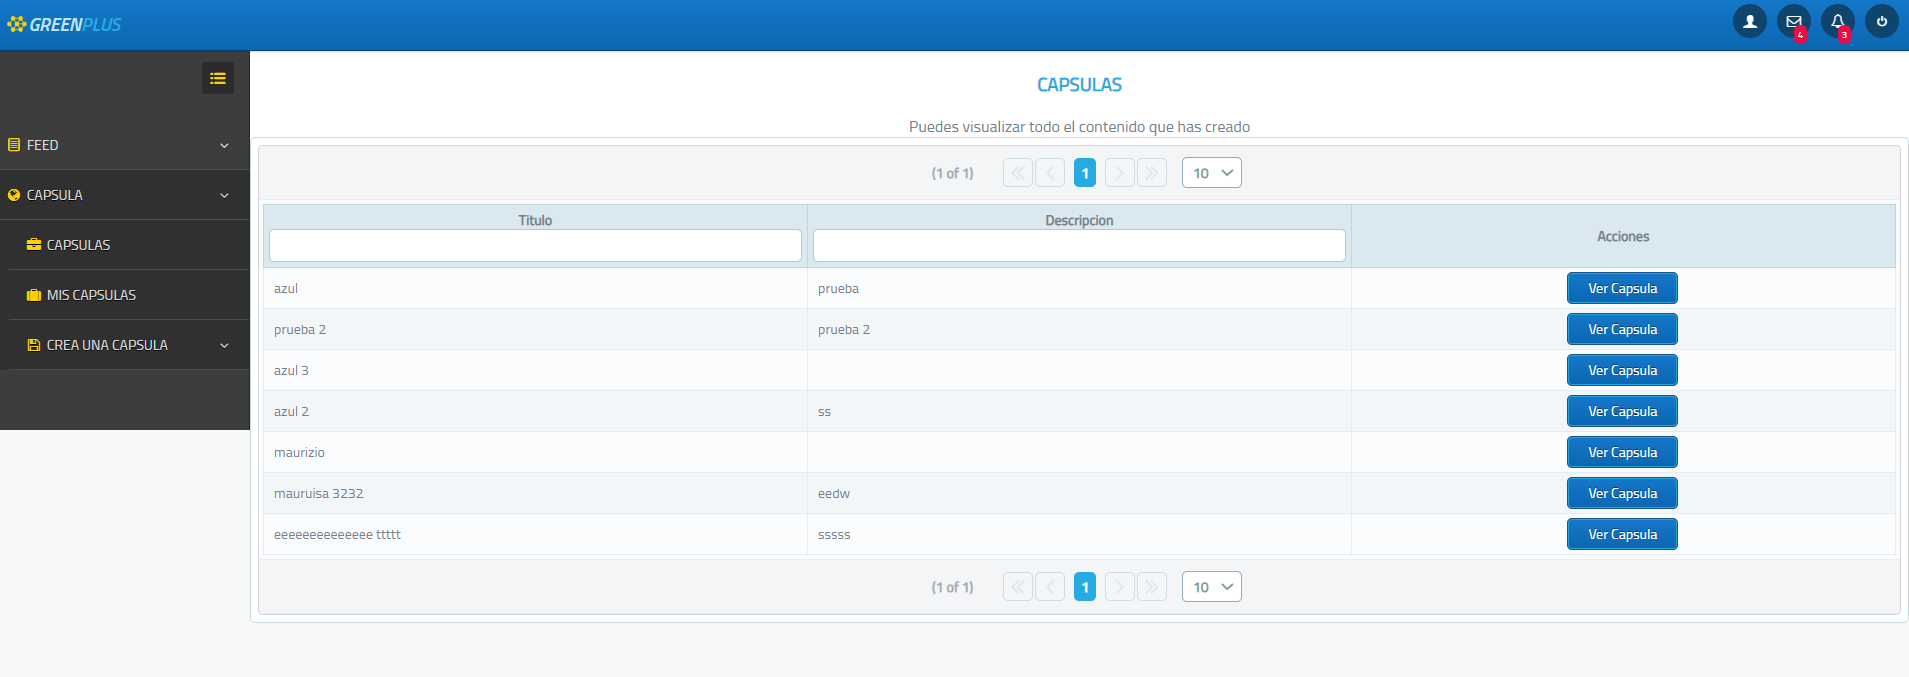 GREENPLUS
4
3
FEED
CAPSULA
CAPSULAS
MIS CAPSULAS
CREA UNA CAPSULA
CAPSULAS
Puedes visualizar todo el contenido que has creado
(1 of 1) 1 10
Titulo Descripcion Acciones
azul prueba Ver Capsula
prueba 2 prueba 2 Ver Capsula
azul 3 Ver Capsula
azul 2 ss Ver Capsula
maurizio Ver Capsula
mauruisa 3232 eedw Ver Capsula
eeeeeeeeeeeeee ttttt sssss Ver Capsula
(1 of 1) 1 10